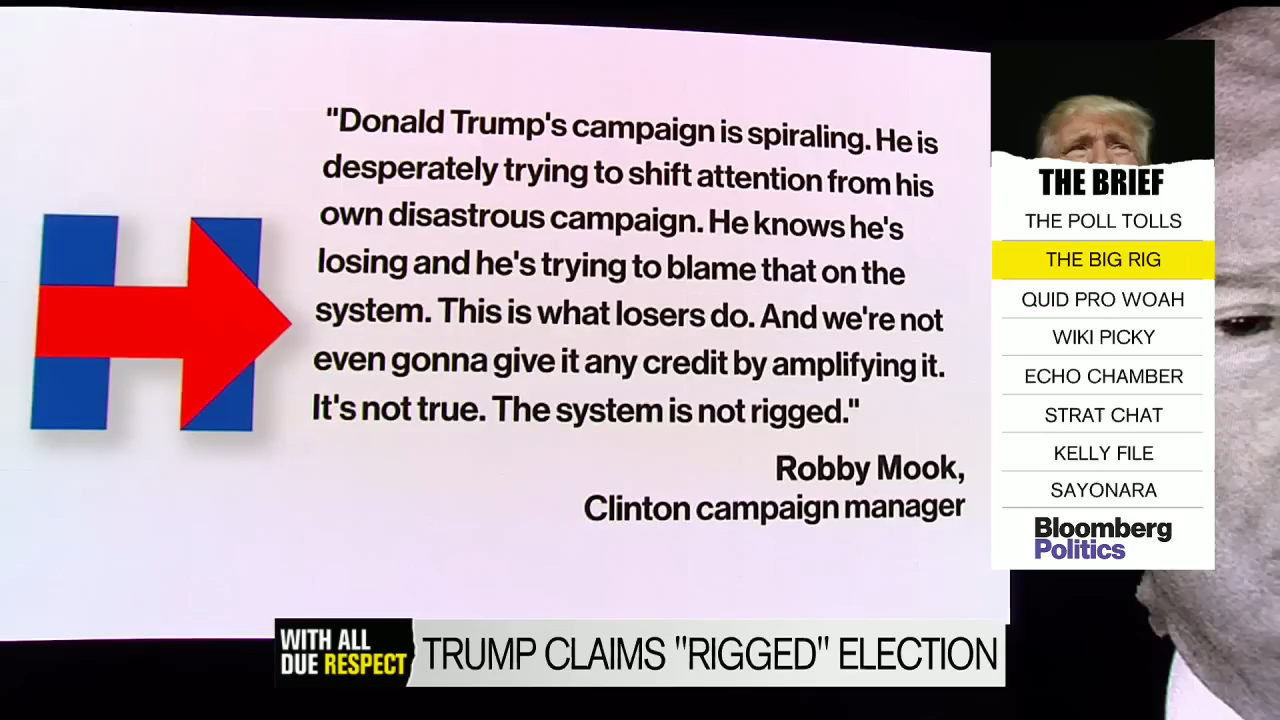 "Donald Trump's campaign is spiraling. He is
desperately trying to shift attention from his
own disastrous campaign. He knows he's
losing and he's trying to blame that on the
system. This is what losers do. And we're not
even gonna give it any credit by amplifying it.
It's not true. The system is not rigged."
Robby Mook,
Clinton campaign manager
THE BRIEF
THE POLL TOLLS
THE BIG RIG
QUID PRO WOAH
WIKI PICKY
ECHO CHAMBER
STRAT CHAT
KELLY FILE
SAYONARA
Bloomberg
Politics
WITH ALL
DUE RESPECT
TRUMP CLAIMS "RIGGED" ELECTION